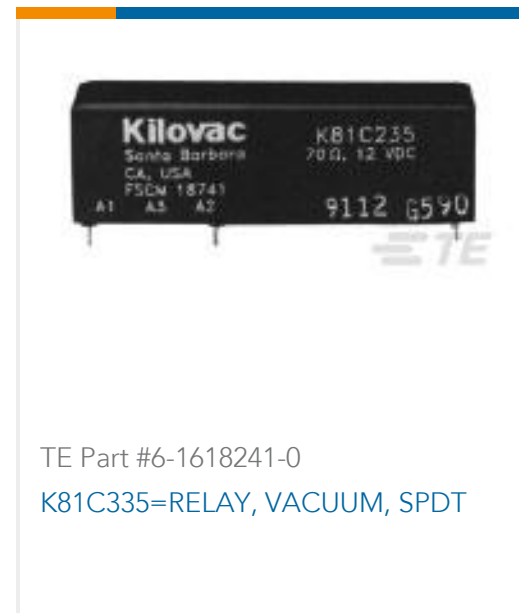 Kilovac
Santa Barbara
CA, USA
FSCM 18741
A1 A3 A2
K81C235
70Ω, 12 VDC
9112 G590
TE
TE Part #6-1618241-0
K81C335=RELAY, VACUUM, SPDT